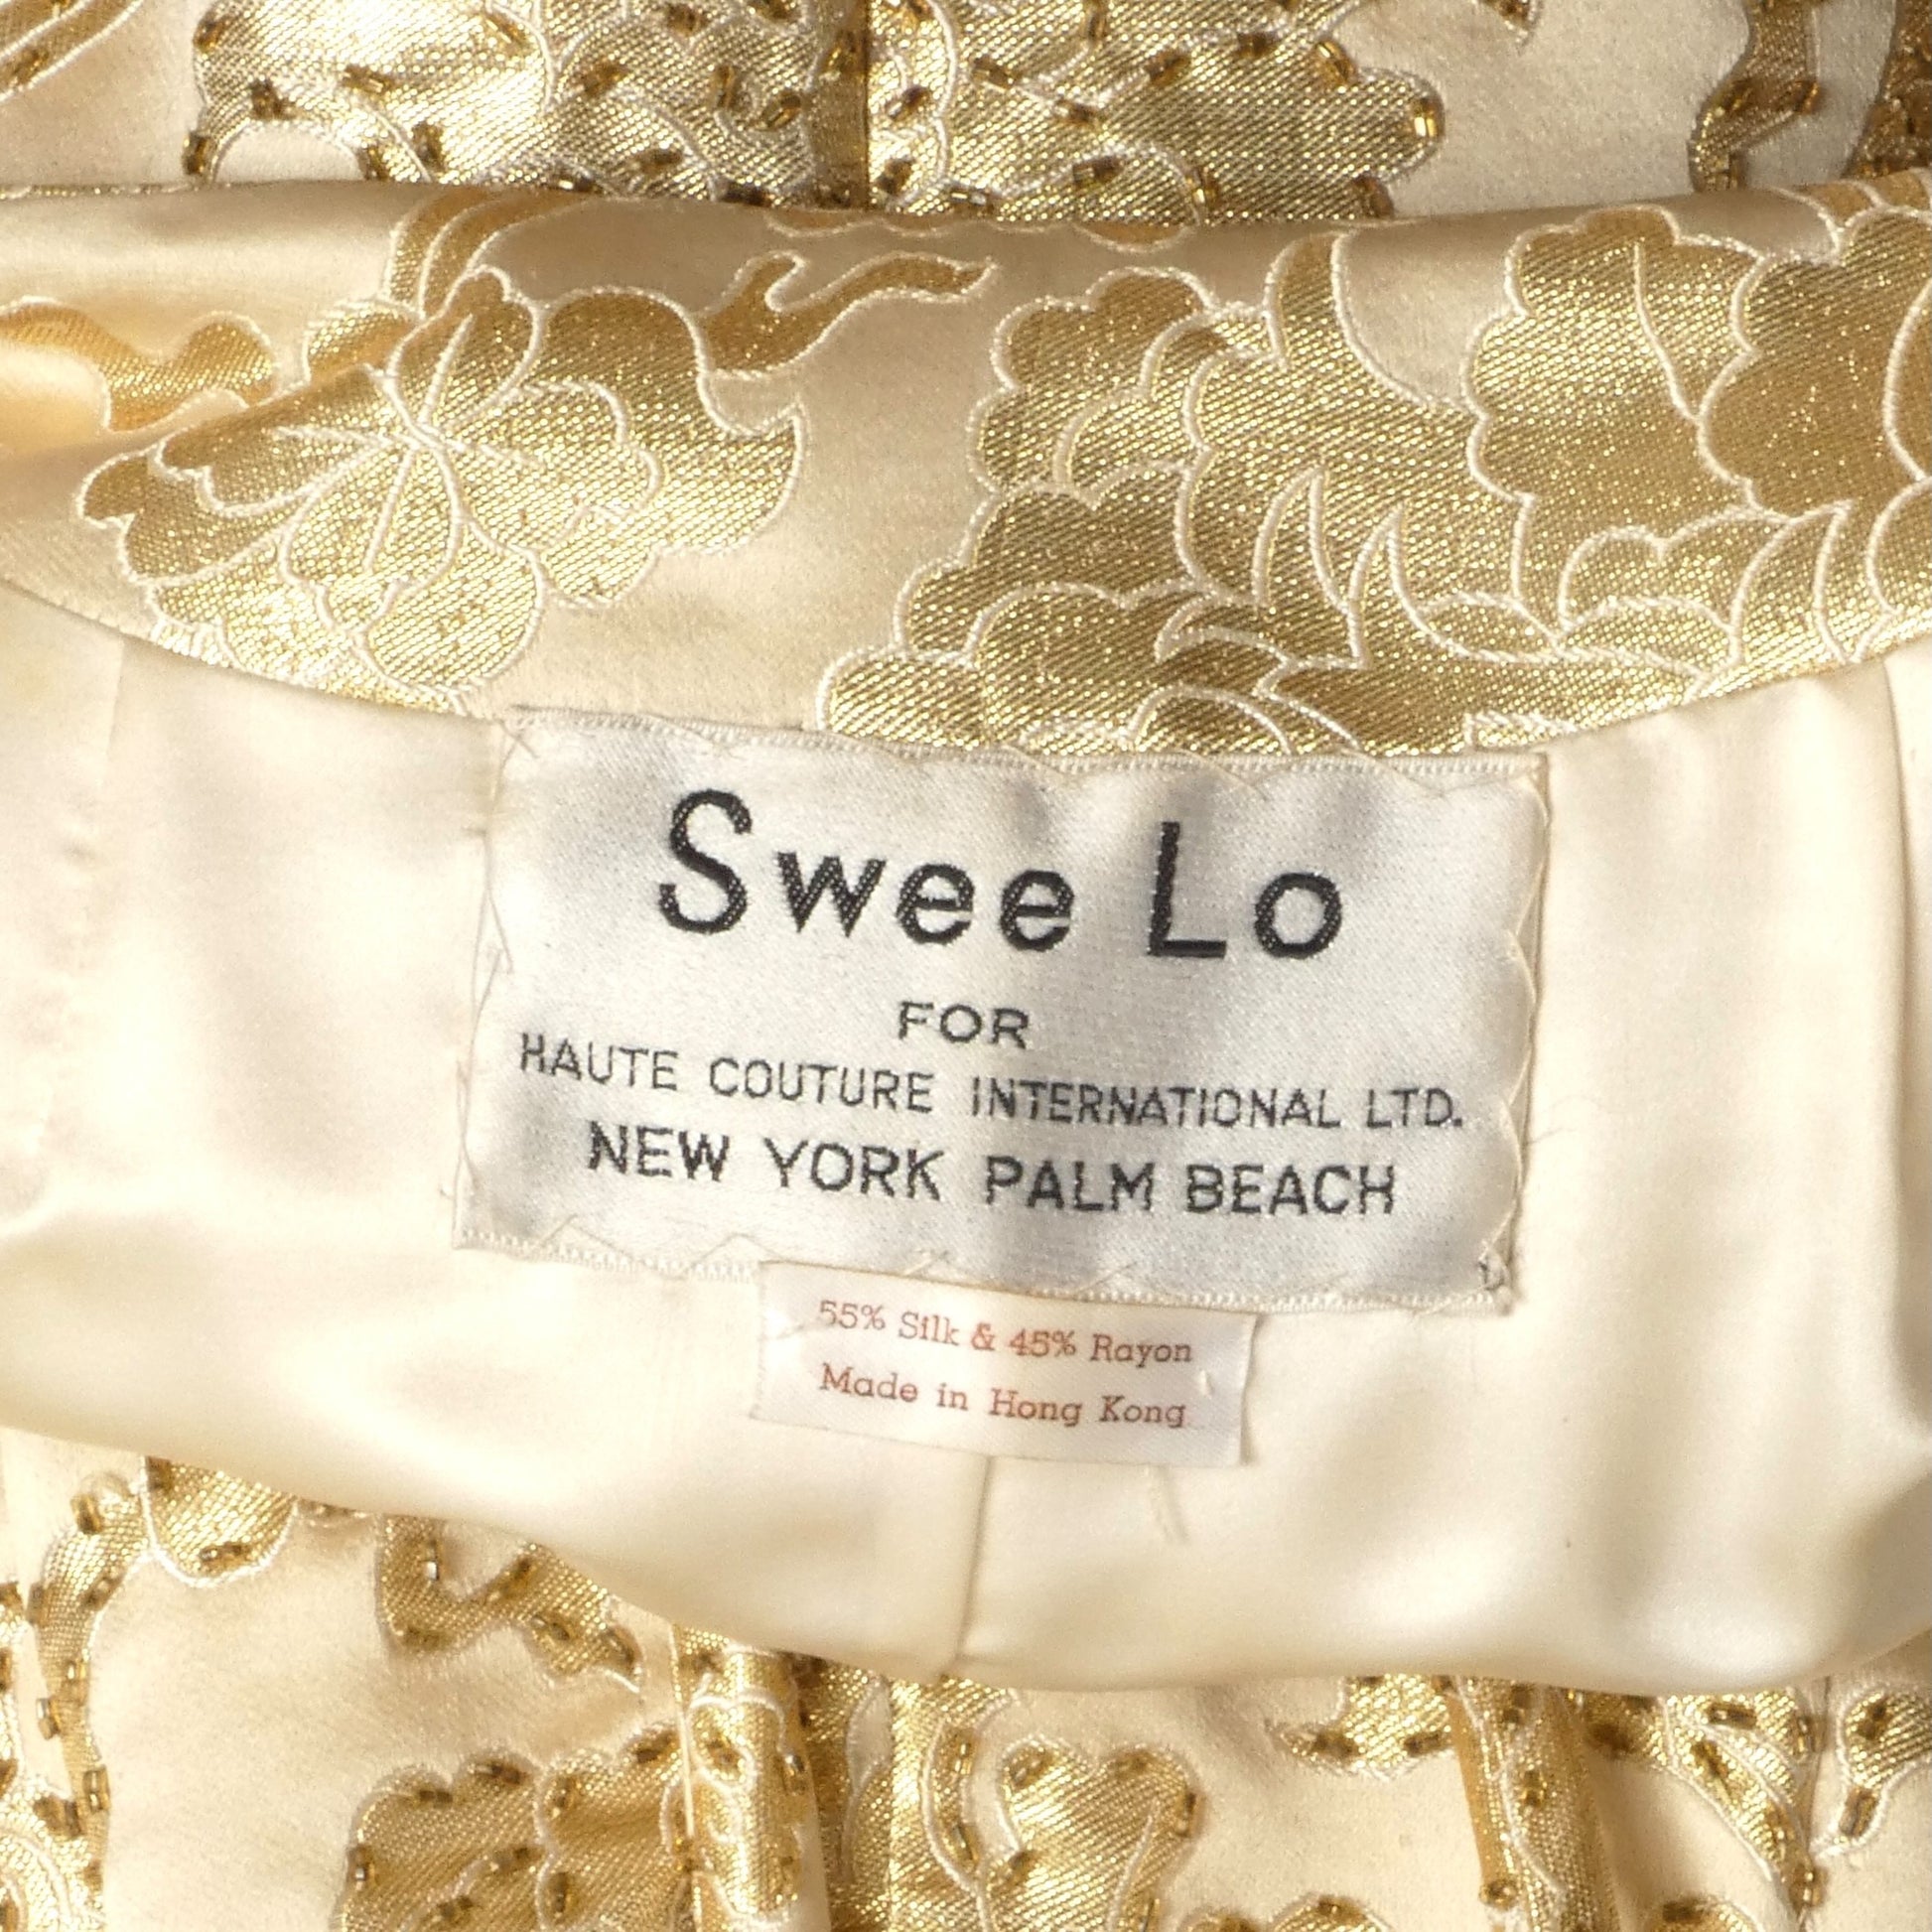 Swee Lo
FOR
HAUTE COUTURE INTERNATIONAL LTD.
NEW YORK PALM BEACH
55% Silk & 45% Rayon
Made in Hong Kong